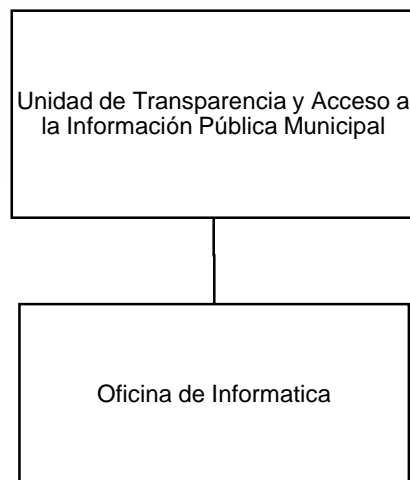 Unidad de Transparencia y Acceso a
la Información Pública Municipal
Oficina de Informatica